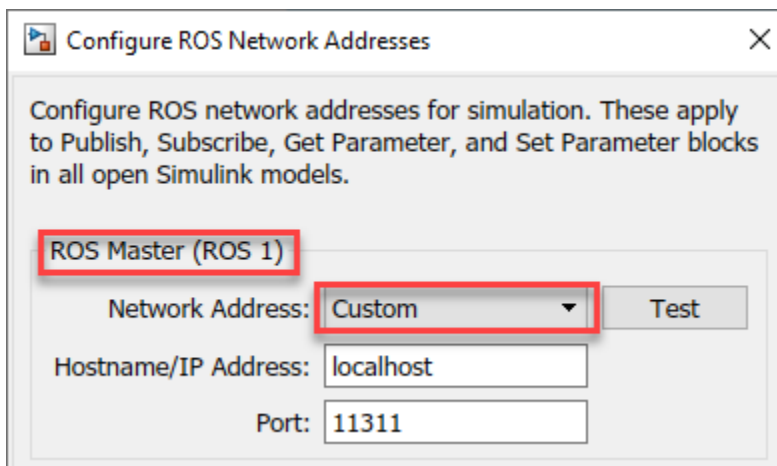 Configure ROS Network Addresses
Configure ROS network addresses for simulation. These apply
to Publish, Subscribe, Get Parameter, and Set Parameter blocks
in all open Simulink models.
ROS Master (ROS 1)
Network Address: Custom Test
Hostname/IP Address: localhost
Port: 11311